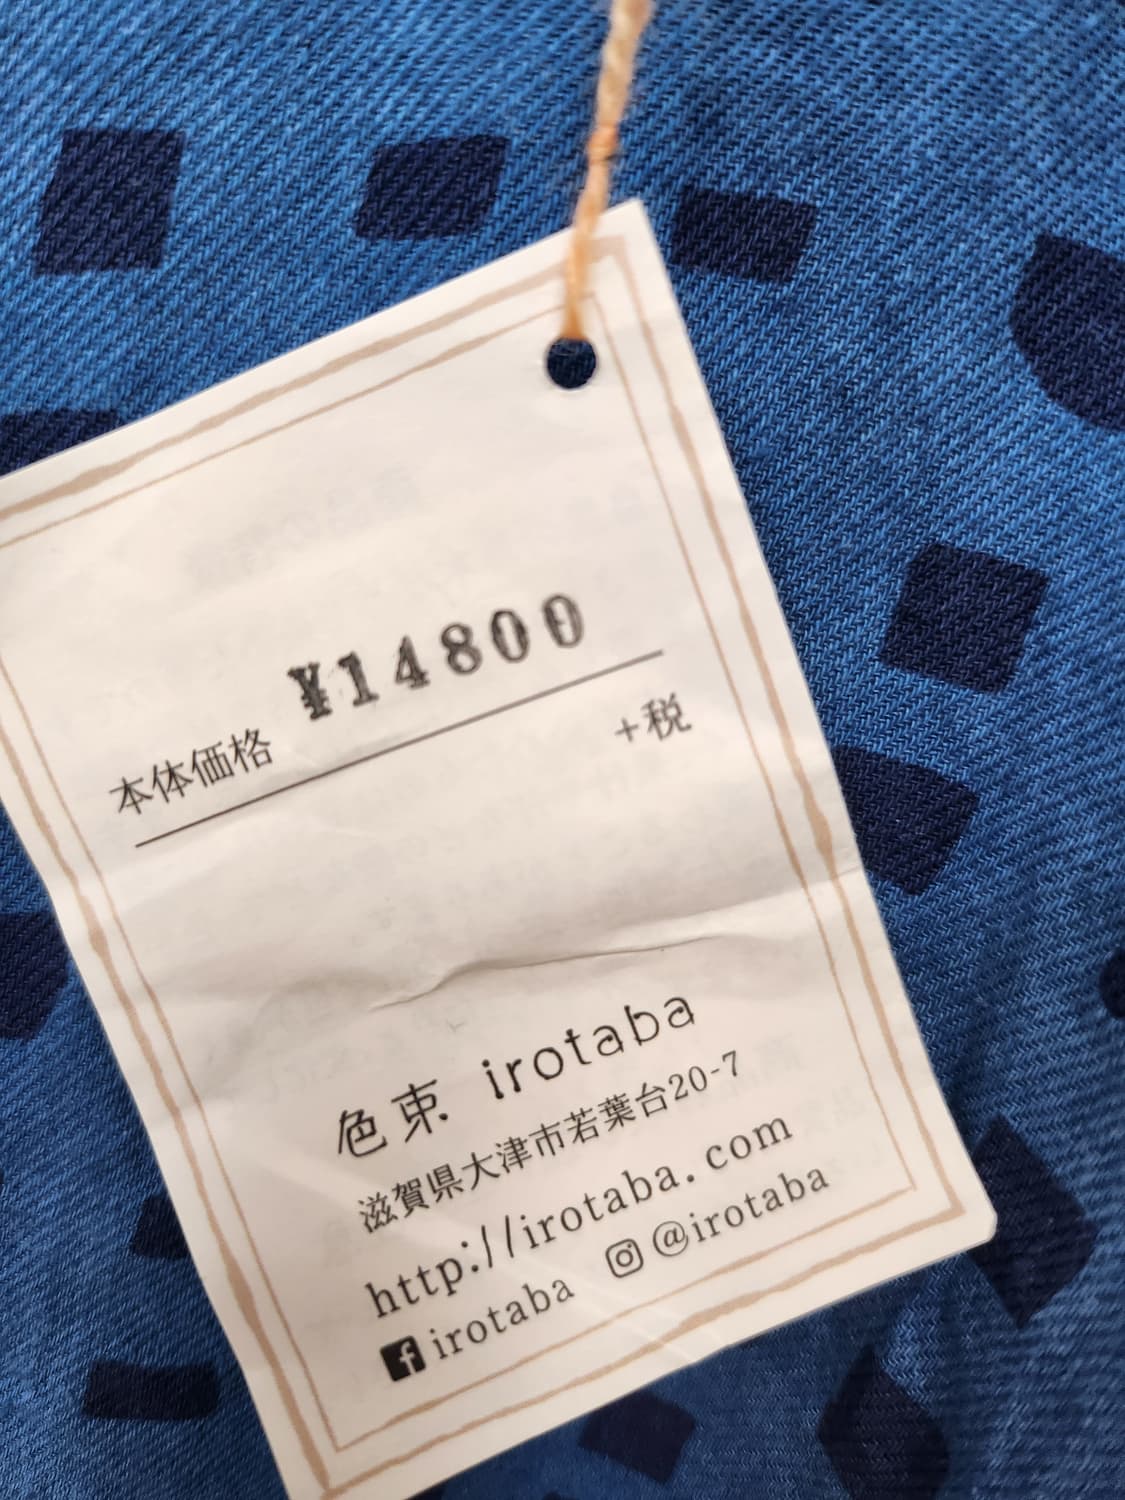 本体価格 ¥14800
+税
色束 irotaba
滋賀県大津市若葉台20-7
http://irotaba.com
irotaba @irotaba